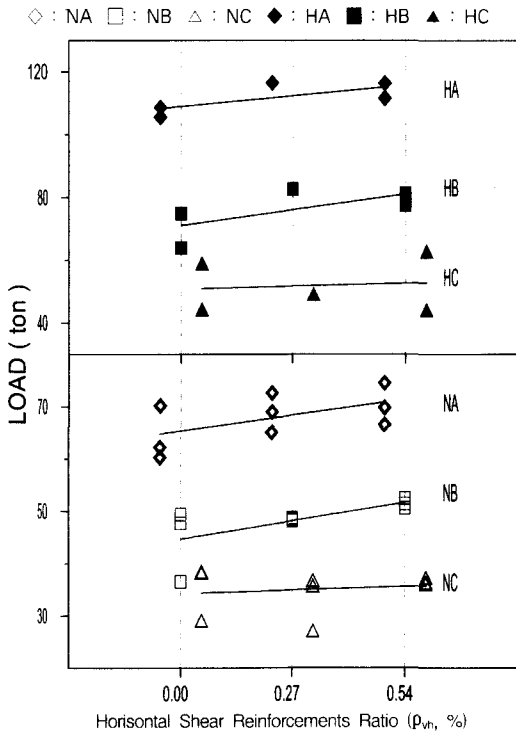 ◇ : NA □ : NB △ : NC ◆ : HA ■ : HB ▲ : HC
120
HA
80
HB
HC
40
LOAD ( ton )
70
NA
50
NB
NC
30
0.00 0.27 0.54
Horisontal Shear Reinforcements Ratio (ρvh, %)